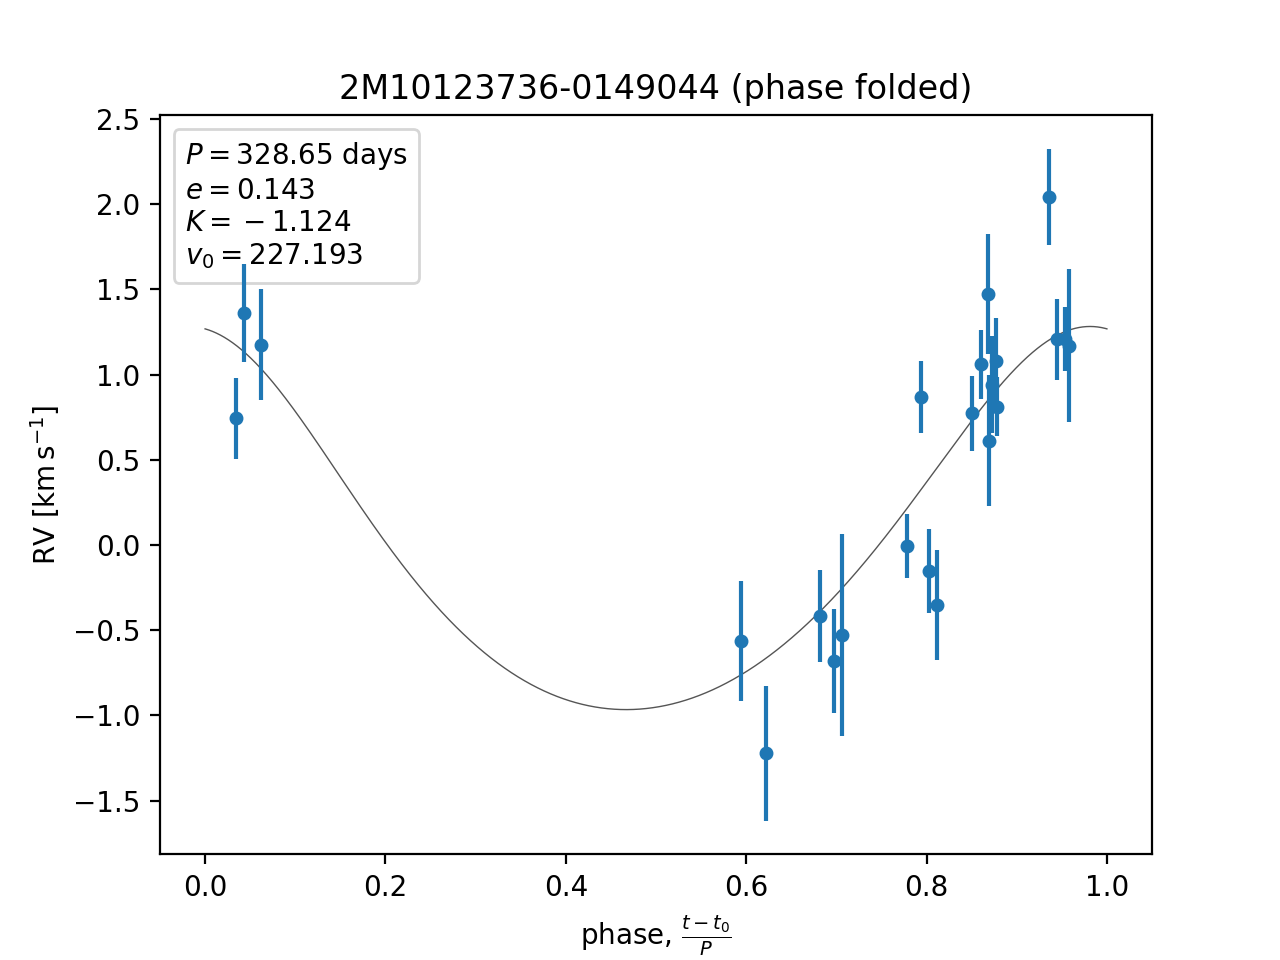 2M10123736-0149044 (phase folded)
P = 328.65 days
e = 0.143
K = −1.124
v₀ = 227.193
RV [km s⁻¹]
2.5
2.0
1.5
1.0
0.5
0.0
−0.5
−1.0
−1.5
0.0 0.2 0.4 0.6 0.8 1.0
phase, (t − t₀)/P